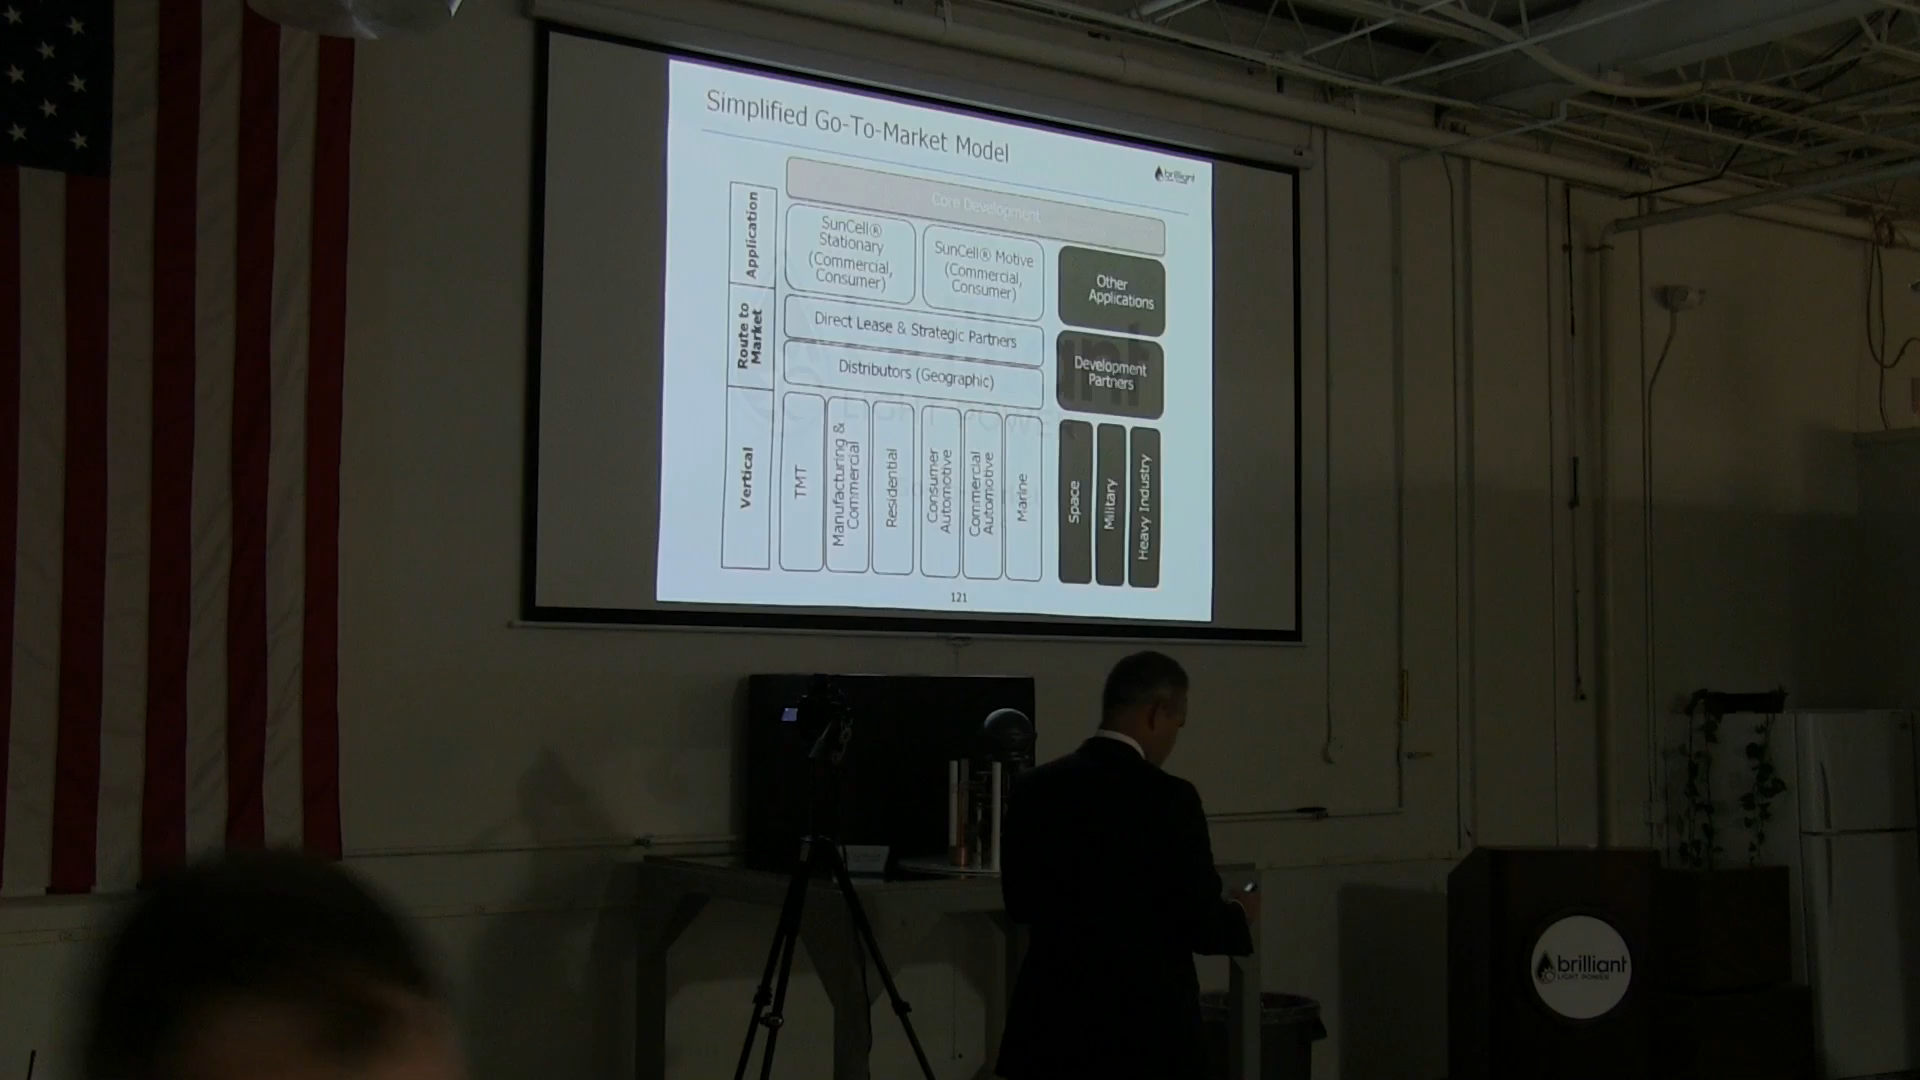 Simplified Go-To-Market Model
brilliant
Core Development
Application
SunCell®
Stationary
(Commercial,
Consumer)
SunCell® Motive
(Commercial,
Consumer)
Other
Applications
Route to
Market
Direct Lease & Strategic Partners
Distributors (Geographic)
Development
Partners
Vertical
TMT
Manufacturing &
Commercial
Residential
Consumer
Automotive
Commercial
Automotive
Marine
Space
Military
Heavy Industry
121
brilliant
LIGHT POWER